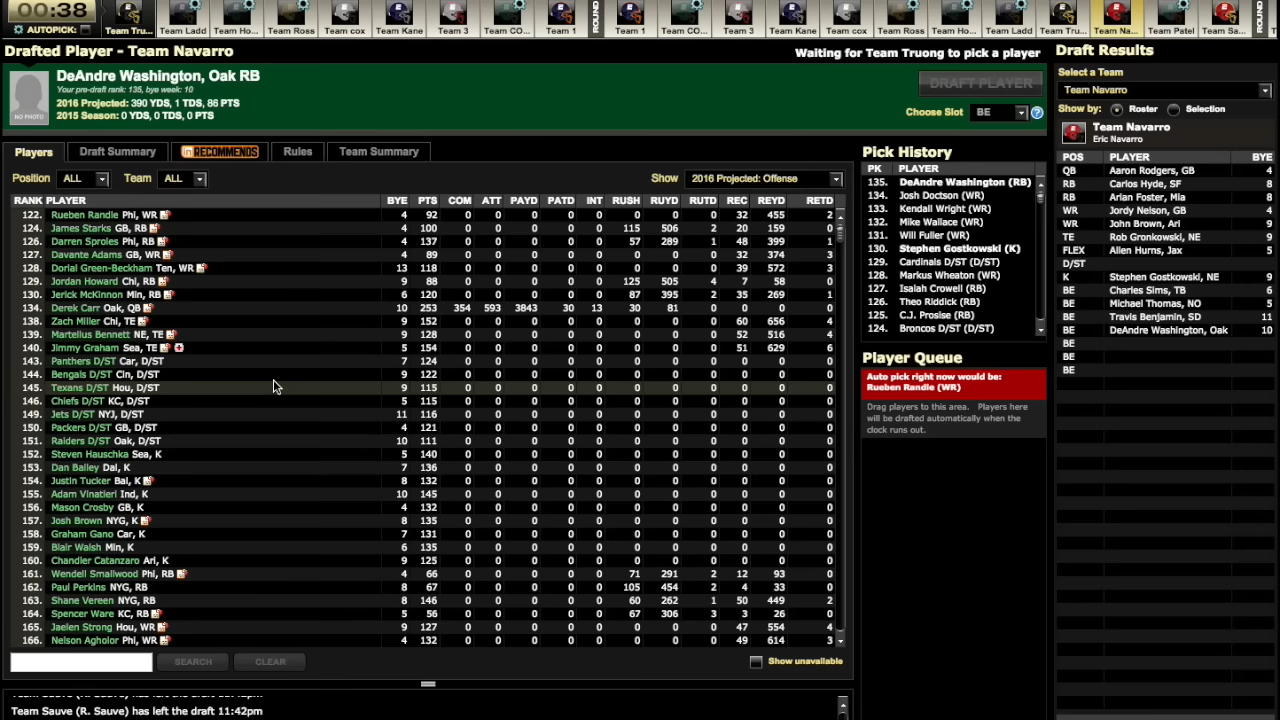 00:38
AUTOPICK:
Team Tru...
Team Ladd
Team Ho...
Team Ross
Team cox
Team Kane
Team 3
Team CO...
Team 1
ROUND
Team 1
Team CO...
Team 3
Team Kane
Team cox
Team Ross
Team Ho...
Team Ladd
Team Tru...
Team Na...
Team Patel
Team Sa...
ROUND
Drafted Player - Team Navarro
Waiting for Team Truong to pick a player
DeAndre Washington, Oak RB
Your pre-draft rank: 135, bye week: 10
2016 Projected: 390 YDS, 1 TDS, 86 PTS
2015 Season: 0 YDS, 0 TDS, 0 PTS
NO PHOTO
DRAFT PLAYER
Choose Slot BE ?
Players
Draft Summary
in RECOMMENDS
Rules
Team Summary
Position ALL Team ALL Show 2016 Projected: Offense
RANK PLAYER BYE PTS COM ATT PAYD PATD INT RUSH RUYD RUTD REC REYD RETD
122. Rueben Randle Phi, WR 4 92 0 0 0 0 0 0 0 0 32 455 2
124. James Starks GB, RB 4 100 0 0 0 0 0 115 506 2 20 159 0
126. Darren Sproles Phi, RB 4 137 0 0 0 0 0 57 289 1 48 399 1
127. Davante Adams GB, WR 4 89 0 0 0 0 0 0 0 0 32 374 3
128. Dorial Green-Beckham Ten, WR 13 118 0 0 0 0 0 0 0 0 39 572 3
129. Jordan Howard Chi, RB 9 88 0 0 0 0 0 125 505 4 7 58 0
130. Jerick McKinnon Min, RB 6 120 0 0 0 0 0 87 395 2 35 269 1
134. Derek Carr Oak, QB 10 253 354 593 3843 30 13 30 81 0 0 0 0
138. Zach Miller Chi, TE 9 152 0 0 0 0 0 0 0 0 60 656 4
139. Martellus Bennett NE, TE 9 134 0 0 0 0 0 0 0 0 52 516 4
140. Jimmy Graham Sea, TE 5 154 0 0 0 0 0 0 0 0 51 629 6
143. Panthers D/ST Car, D/ST 7 124 0 0 0 0 0 0 0 0 0 0 0
144. Bengals D/ST Cin, D/ST 9 122 0 0 0 0 0 0 0 0 0 0 0
145. Texans D/ST Hou, D/ST 9 115 0 0 0 0 0 0 0 0 0 0 0
146. Chiefs D/ST KC, D/ST 5 115 0 0 0 0 0 0 0 0 0 0 0
149. Jets D/ST NYJ, D/ST 11 116 0 0 0 0 0 0 0 0 0 0 0
150. Packers D/ST GB, D/ST 4 121 0 0 0 0 0 0 0 0 0 0 0
151. Raiders D/ST Oak, D/ST 10 111 0 0 0 0 0 0 0 0 0 0 0
152. Steven Hauschka Sea, K 5 140 0 0 0 0 0 0 0 0 0 0 0
153. Dan Bailey Dal, K 7 136 0 0 0 0 0 0 0 0 0 0 0
154. Justin Tucker Bal, K 8 132 0 0 0 0 0 0 0 0 0 0 0
155. Adam Vinatieri Ind, K 10 145 0 0 0 0 0 0 0 0 0 0 0
156. Mason Crosby GB, K 4 132 0 0 0 0 0 0 0 0 0 0 0
157. Josh Brown NYG, K 8 135 0 0 0 0 0 0 0 0 0 0 0
158. Graham Gano Car, K 7 131 0 0 0 0 0 0 0 0 0 0 0
159. Blair Walsh Min, K 6 135 0 0 0 0 0 0 0 0 0 0 0
160. Chandler Catanzaro Ari, K 9 125 0 0 0 0 0 0 0 0 0 0 0
161. Wendell Smallwood Phi, RB 4 66 0 0 0 0 0 71 291 2 12 93 0
162. Paul Perkins NYG, RB 8 67 0 0 0 0 0 105 454 2 4 33 0
163. Shane Vereen NYG, RB 8 146 0 0 0 0 0 60 262 1 50 449 2
164. Spencer Ware KC, RB 5 56 0 0 0 0 0 67 306 3 3 26 0
165. Jaelen Strong Hou, WR 9 127 0 0 0 0 0 0 0 0 47 554 4
166. Nelson Agholor Phi, WR 4 132 0 0 0 0 0 0 0 0 49 614 3
SEARCH
CLEAR
Show unavailable
Team Sauve (R. Sauve) has left the draft 11:42pm
Team Sauve (R. Sauve) has left the draft 11:42pm
Pick History
PK PLAYER
135. DeAndre Washington (RB)
134. Josh Doctson (WR)
133. Kendall Wright (WR)
132. Mike Wallace (WR)
131. Will Fuller (WR)
130. Stephen Gostkowski (K)
129. Cardinals D/ST (D/ST)
128. Markus Wheaton (WR)
127. Isaiah Crowell (RB)
126. Theo Riddick (RB)
125. C.J. Prosise (RB)
124. Broncos D/ST (D/ST)
Player Queue
Auto pick right now would be:
Rueben Randle (WR)
Drag players to this area. Players here
will be drafted automatically when the
clock runs out.
Draft Results
Select a Team
Team Navarro
Show by: Roster Selection
Team Navarro
Eric Navarro
POS PLAYER BYE
QB Aaron Rodgers, GB 4
RB Carlos Hyde, SF 8
RB Arian Foster, Mia 8
WR Jordy Nelson, GB 4
WR John Brown, Ari 9
TE Rob Gronkowski, NE 9
FLEX Allen Hurns, Jax 5
D/ST
K Stephen Gostkowski, NE 9
BE Charles Sims, TB 6
BE Michael Thomas, NO 5
BE Travis Benjamin, SD 11
BE DeAndre Washington, Oak 10
BE
BE
BE